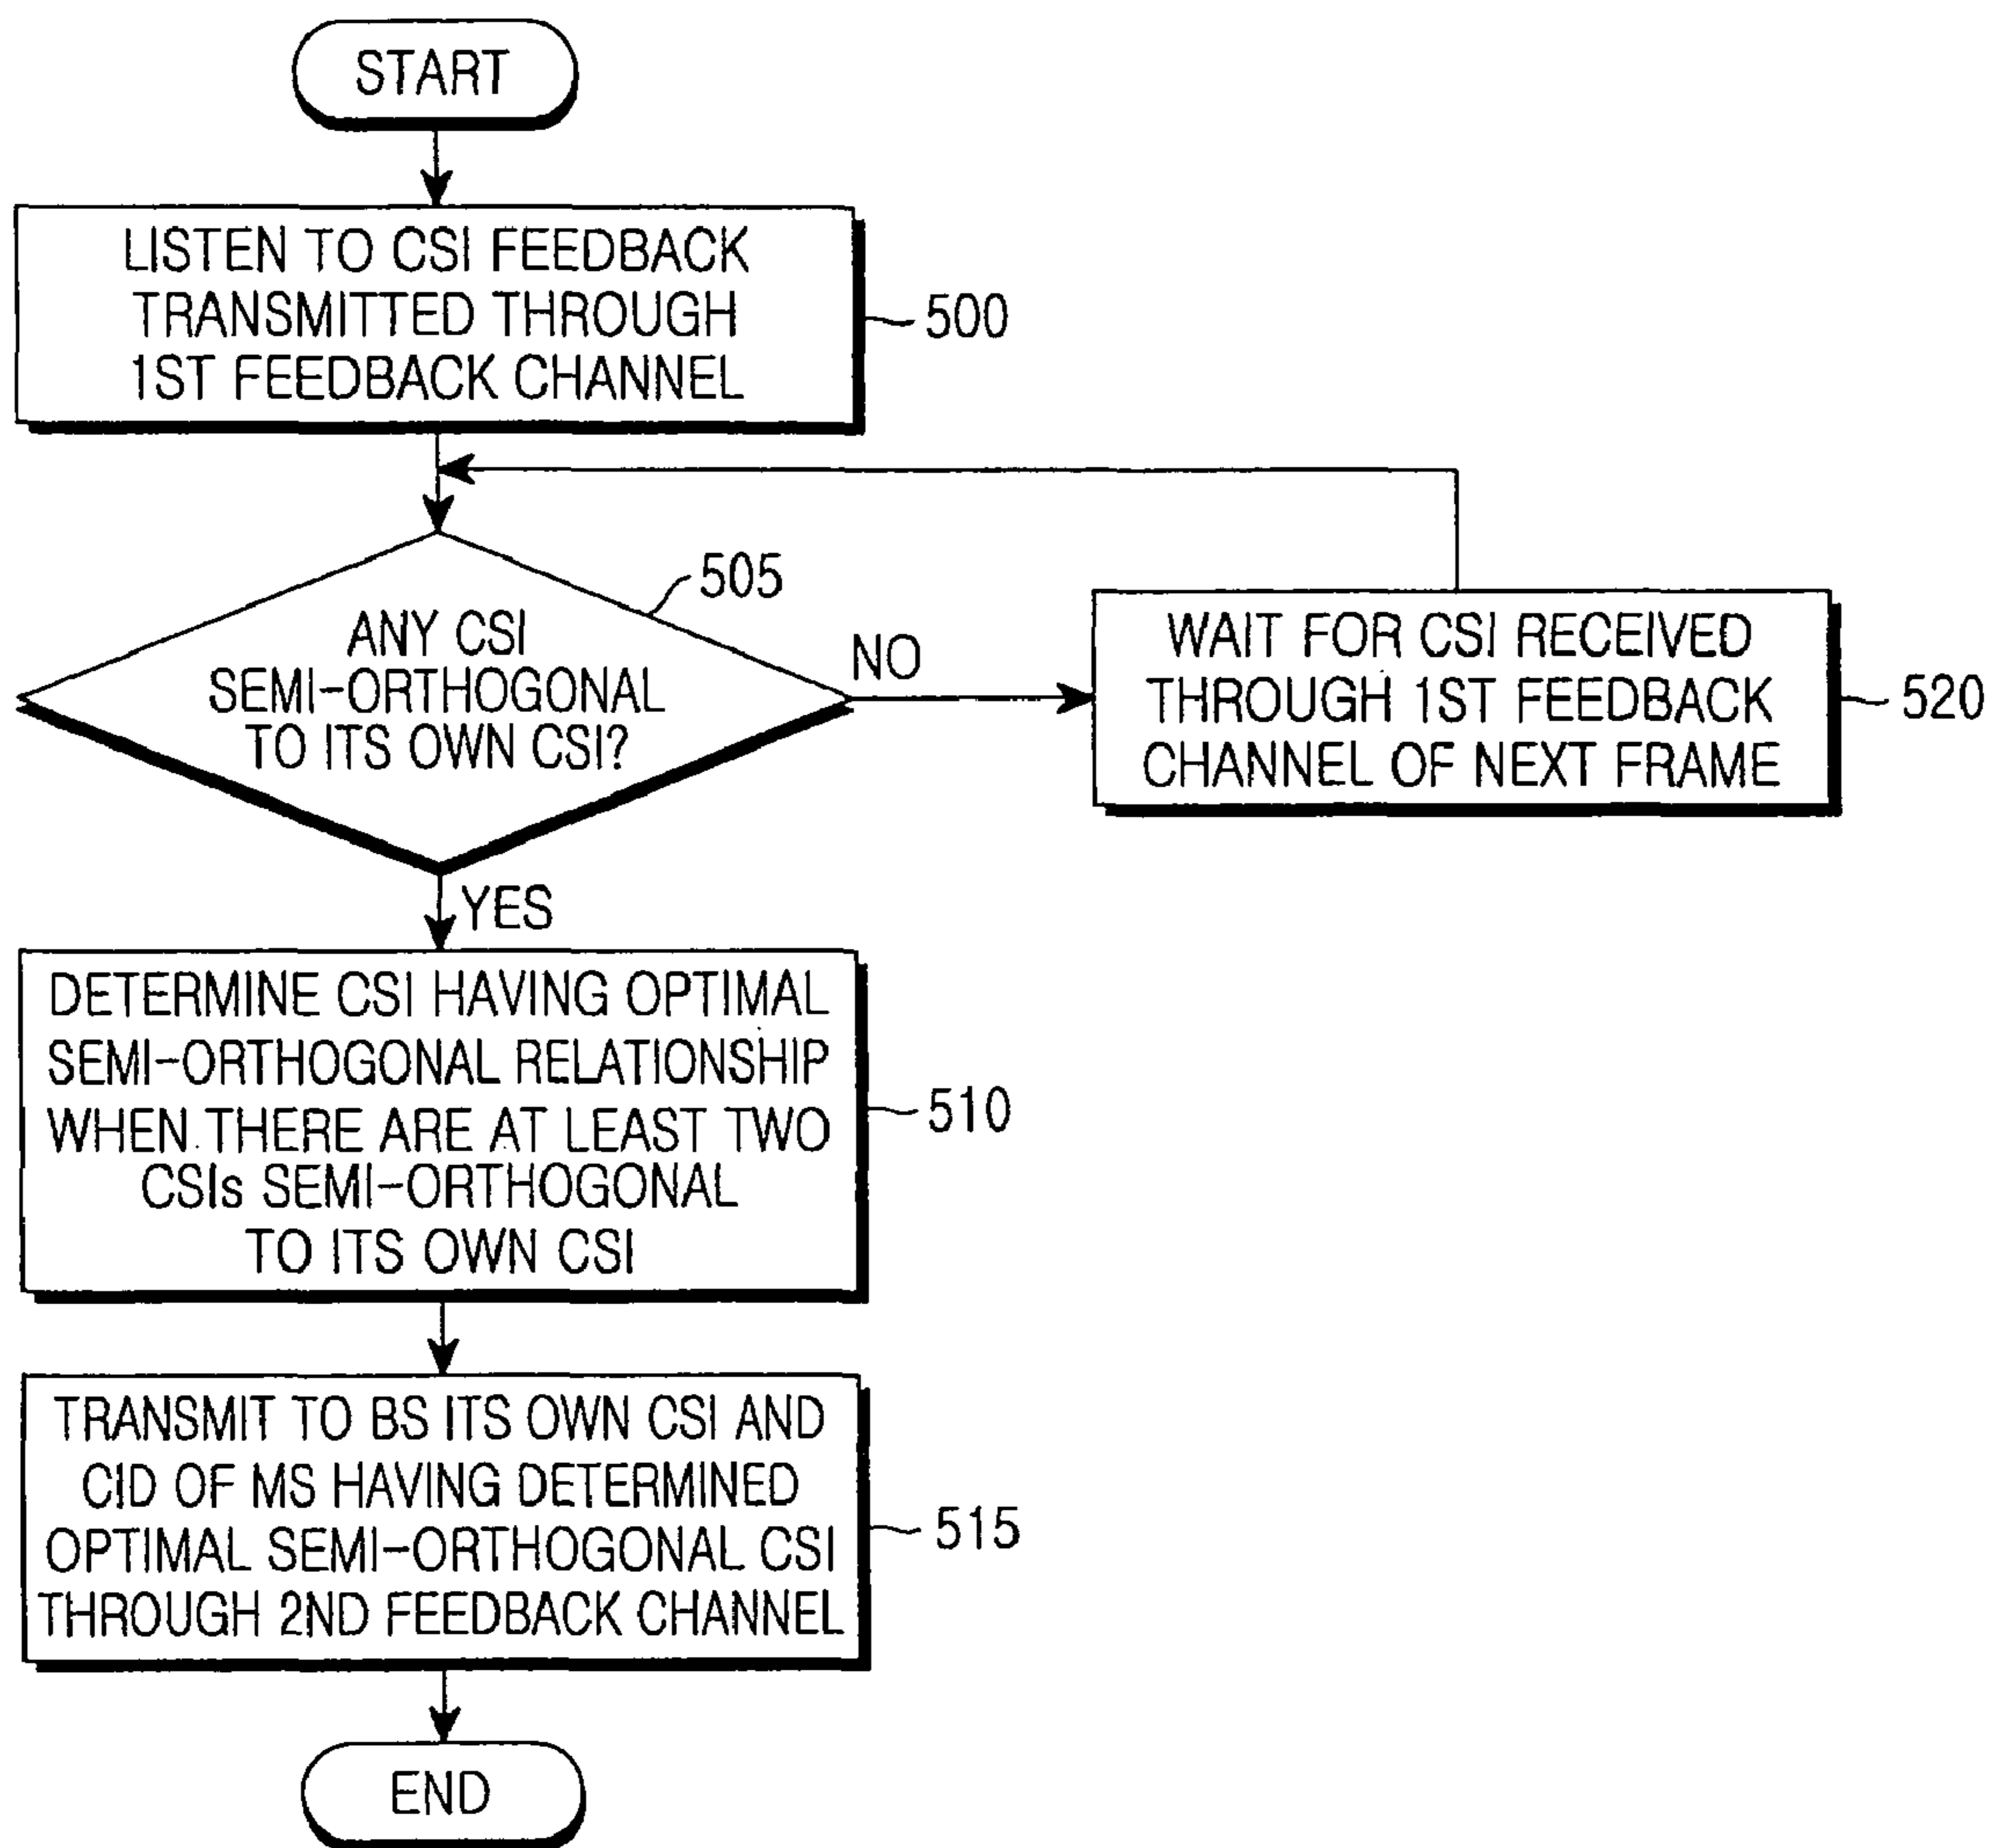 START
LISTEN TO CSI FEEDBACK
TRANSMITTED THROUGH
1ST FEEDBACK CHANNEL
500
505
ANY CSI
SEMI-ORTHOGONAL
TO ITS OWN CSI?
NO
WAIT FOR CSI RECEIVED
THROUGH 1ST FEEDBACK
CHANNEL OF NEXT FRAME
520
YES
DETERMINE CSI HAVING OPTIMAL
SEMI-ORTHOGONAL RELATIONSHIP
WHEN THERE ARE AT LEAST TWO
CSIs SEMI-ORTHOGONAL
TO ITS OWN CSI
510
TRANSMIT TO BS ITS OWN CSI AND
CID OF MS HAVING DETERMINED
OPTIMAL SEMI-ORTHOGONAL CSI
THROUGH 2ND FEEDBACK CHANNEL
515
END